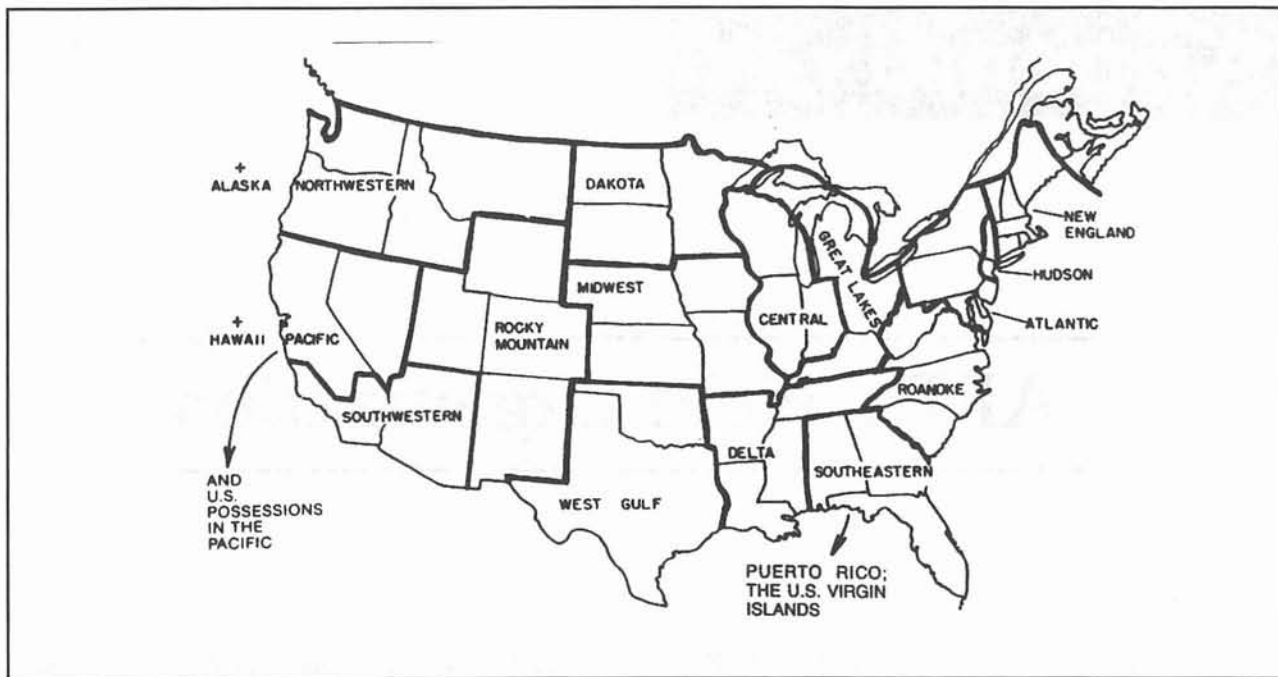 +
ALASKA
NORTHWESTERN
DAKOTA
NEW
ENGLAND
HUDSON
GREAT LAKES
MIDWEST
CENTRAL
ATLANTIC
+
HAWAII
PACIFIC
ROCKY
MOUNTAIN
ROANOKE
SOUTHWESTERN
DELTA
SOUTHEASTERN
WEST GULF
AND
U.S.
POSSESSIONS
IN THE
PACIFIC
PUERTO RICO;
THE U.S. VIRGIN
ISLANDS